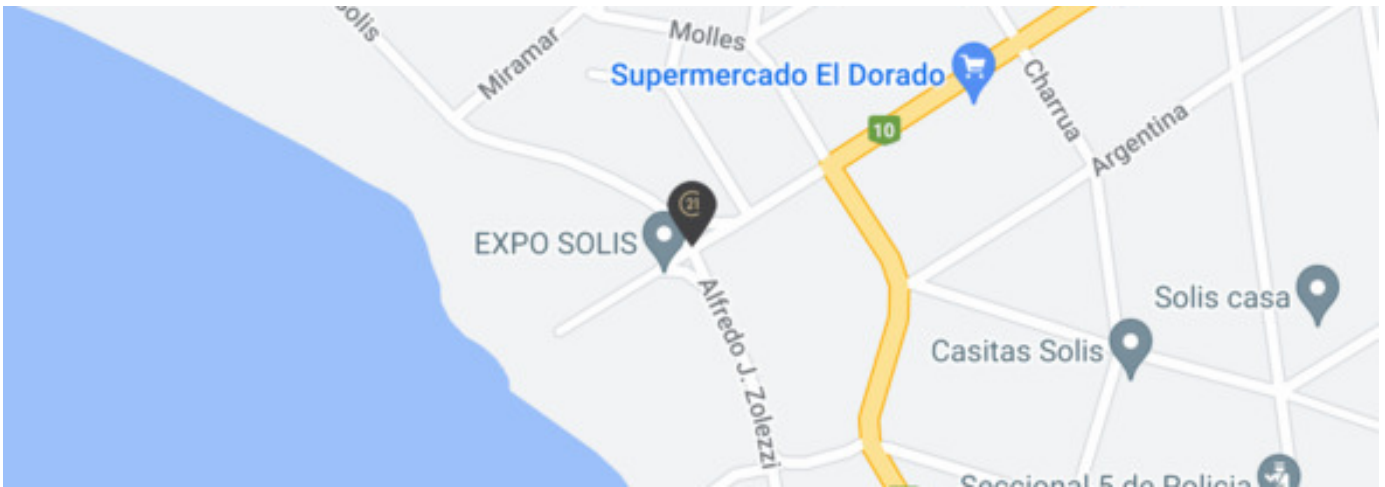 solis
Miramar
Molles
Supermercado El Dorado
10
Charrua
Argentina
21
EXPO SOLIS
Alfredo J. Zolezzi
Solis casa
Casitas Solis
Seccional 5 de Policia